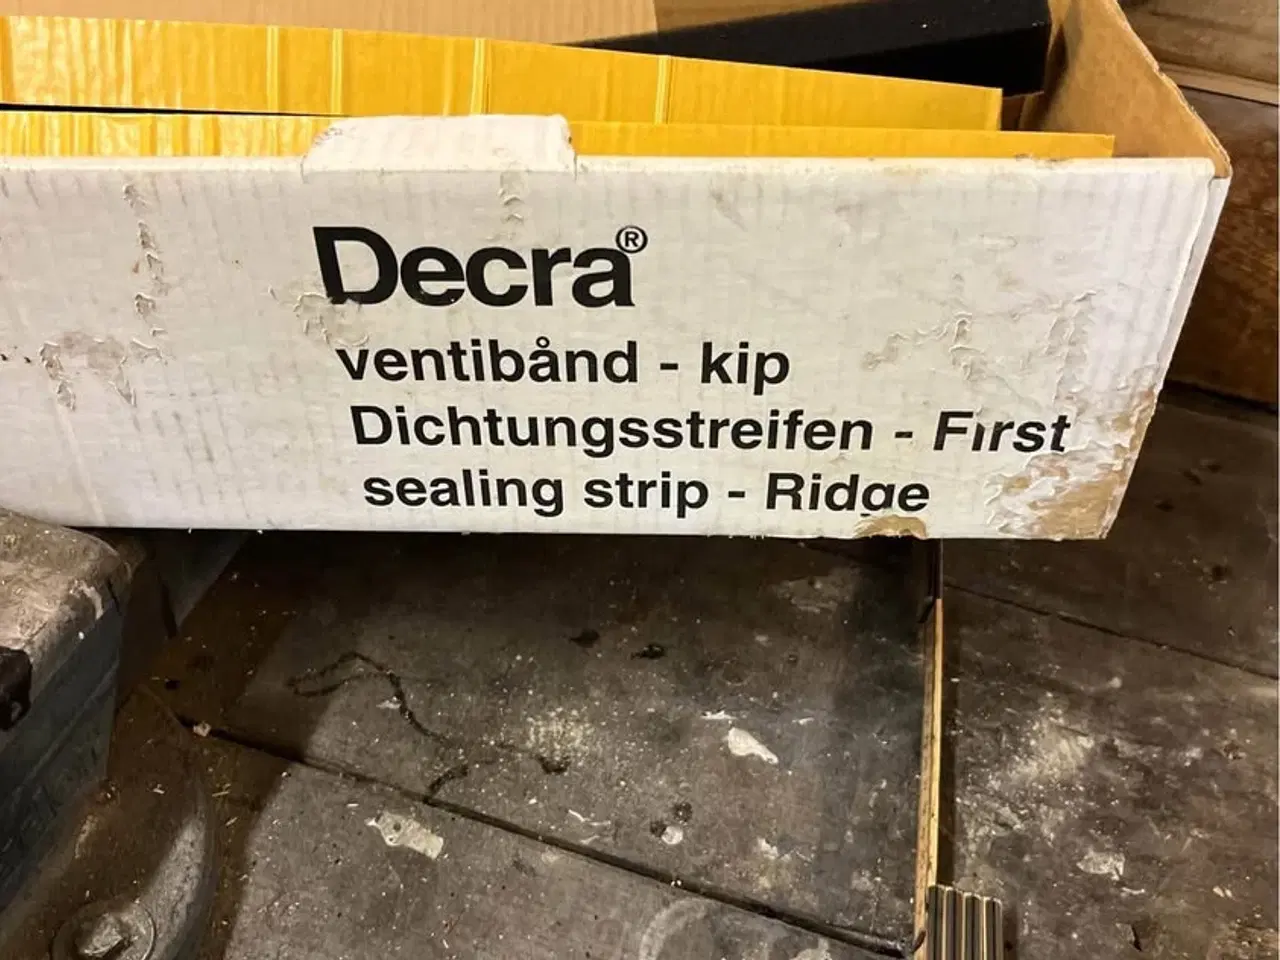 Decra®
ventibånd - kip
Dichtungsstreifen - First
sealing strip - Ridge